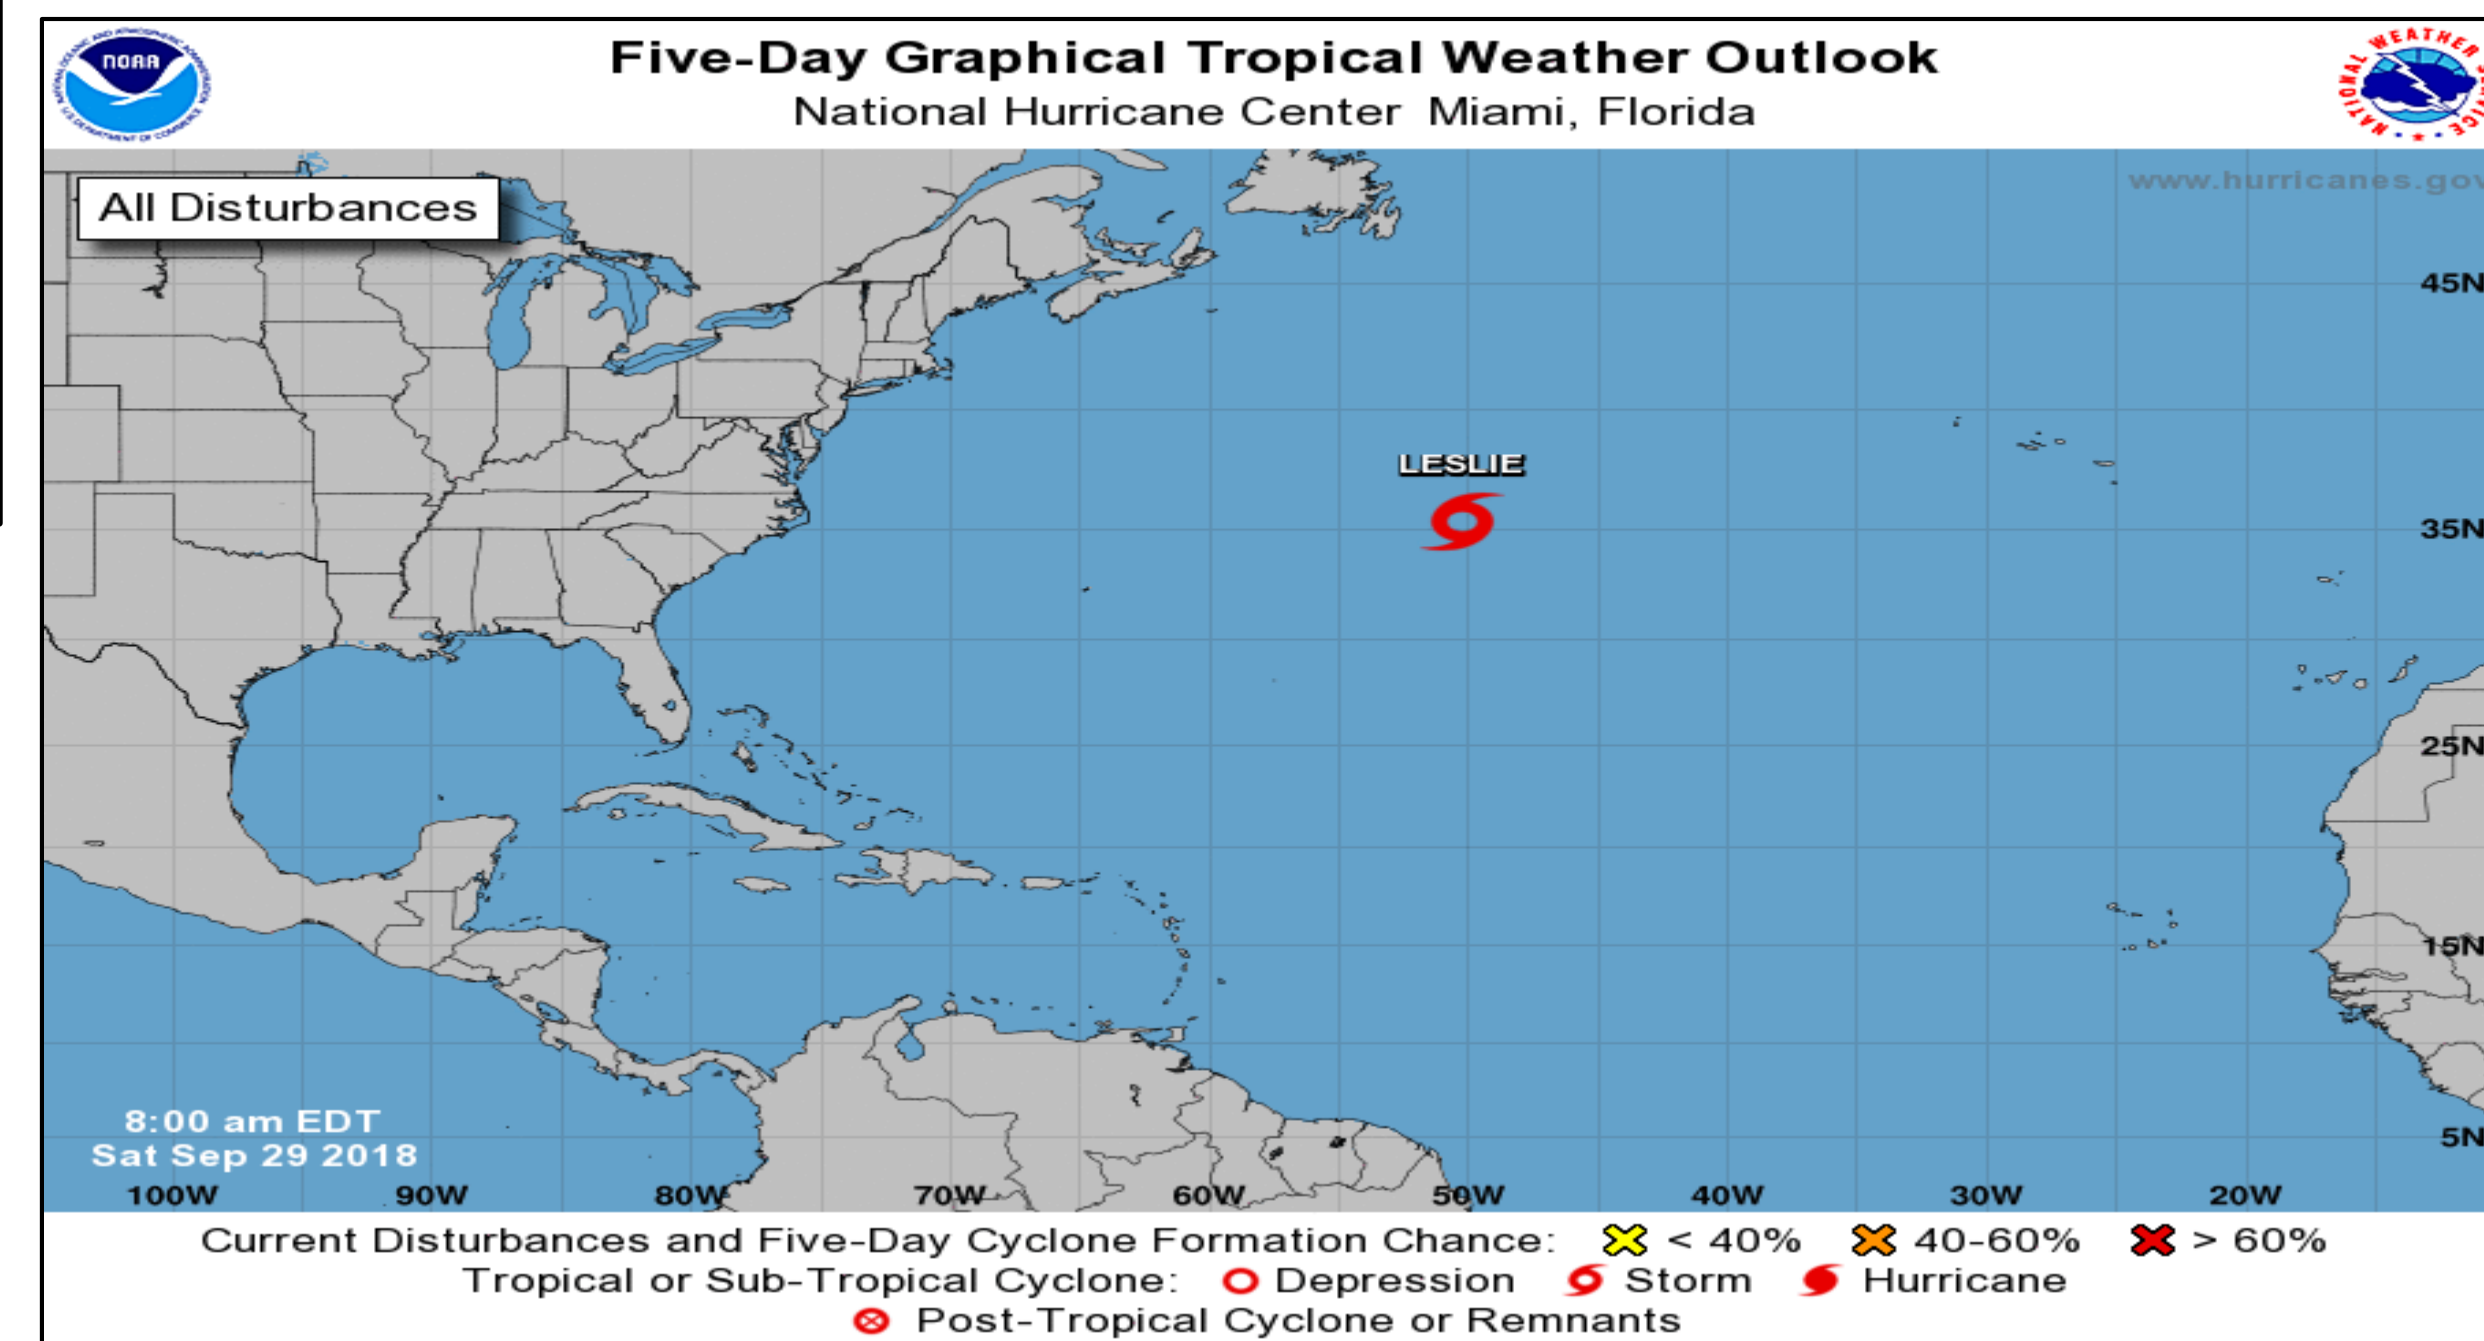 Five-Day Graphical Tropical Weather Outlook
National Hurricane Center Miami, Florida
NOAA
NATIONAL WEATHER
All Disturbances
www.hurricanes.gov
45N
LESLIE
35N
25N
15N
5N
8:00 am EDT
Sat Sep 29 2018
100W 90W 80W 70W 60W 50W 40W 30W 20W
Current Disturbances and Five-Day Cyclone Formation Chance: < 40% 40-60% > 60%
Tropical or Sub-Tropical Cyclone: Depression Storm Hurricane
Post-Tropical Cyclone or Remnants